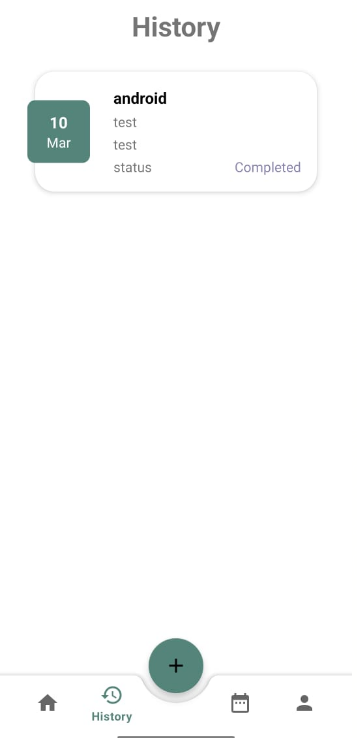 History
10
Mar
android
test
test
status Completed
History